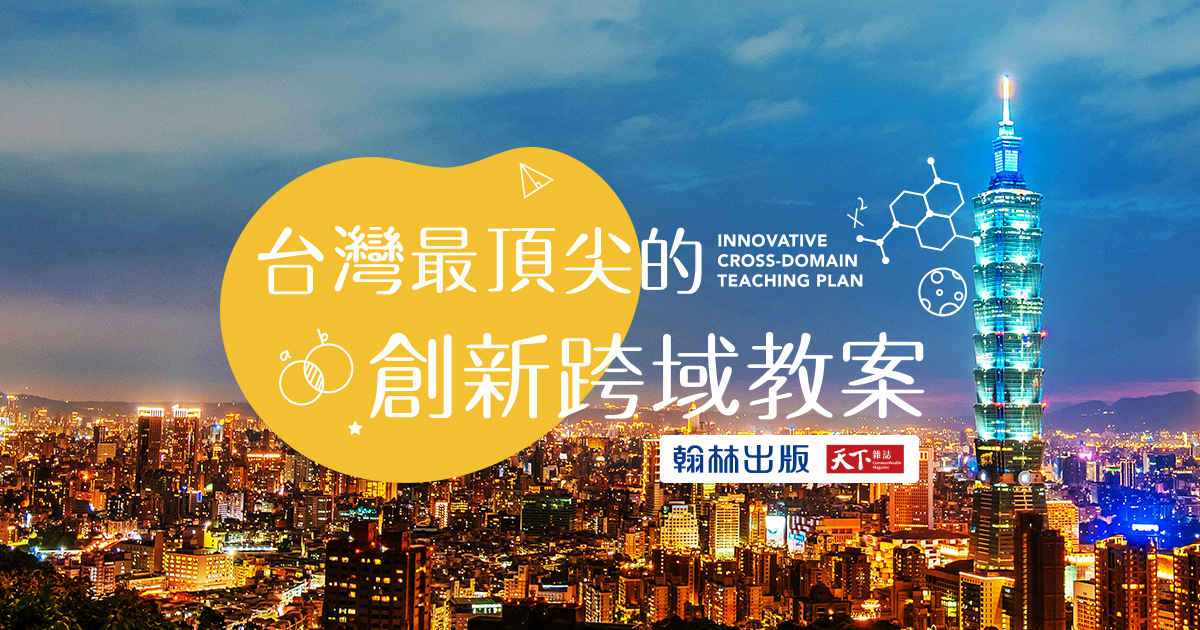 台灣最頂尖的
INNOVATIVE
CROSS-DOMAIN
TEACHING PLAN
x²
a b
創新跨域教案
翰林出版
天下雜誌
CommonWealth
Magazine